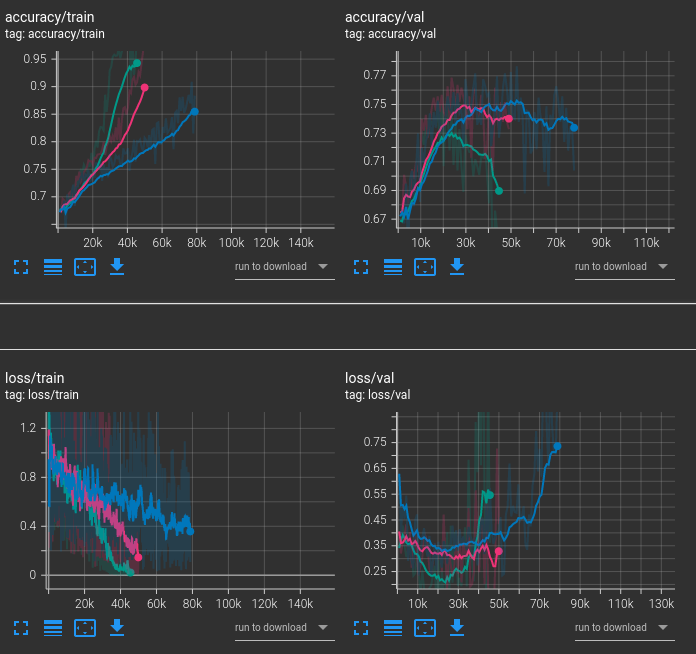 accuracy/train
tag: accuracy/train
0.95
0.9
0.85
0.8
0.75
0.7
20k 40k 60k 80k 100k 120k 140k
run to download
accuracy/val
tag: accuracy/val
0.77
0.75
0.73
0.71
0.69
0.67
10k 30k 50k 70k 90k 110k
run to download
loss/train
tag: loss/train
1.2
0.8
0.4
0
20k 40k 60k 80k 100k 120k 140k
run to download
loss/val
tag: loss/val
0.75
0.65
0.55
0.45
0.35
0.25
10k 30k 50k 70k 90k 110k 130k
run to download